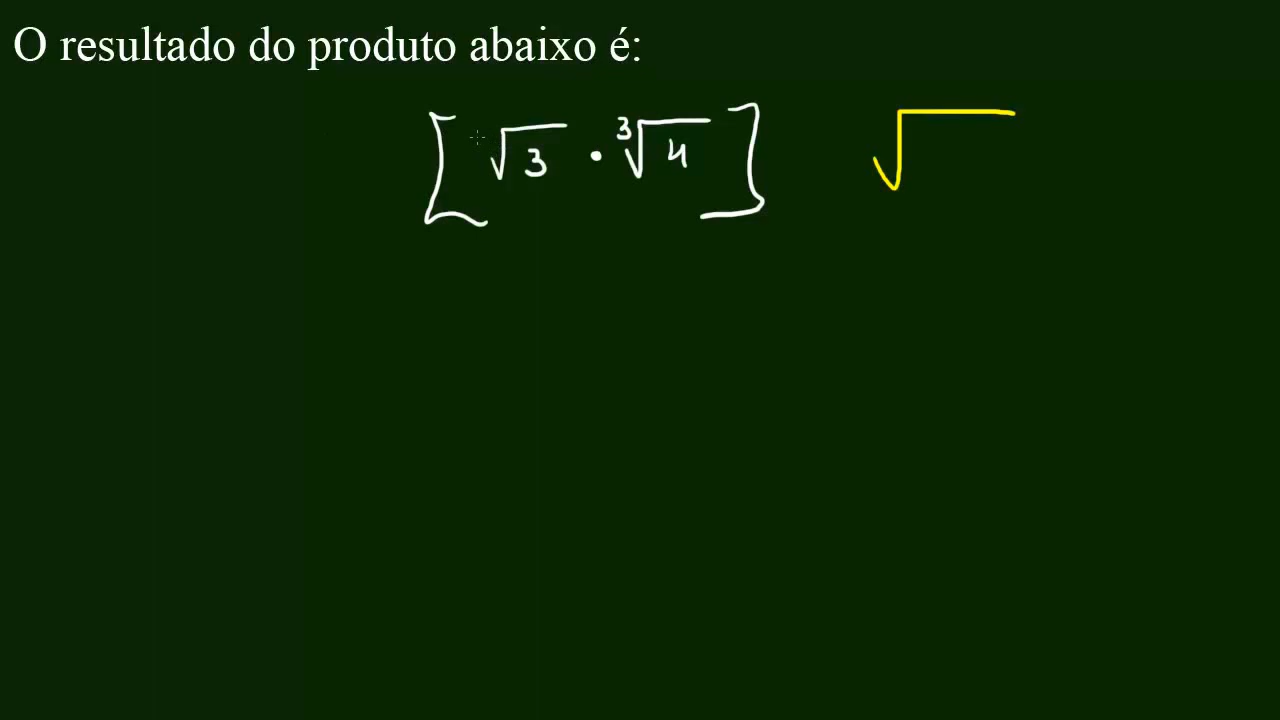 O resultado do produto abaixo é:
[ √3 · ∛4 ] √